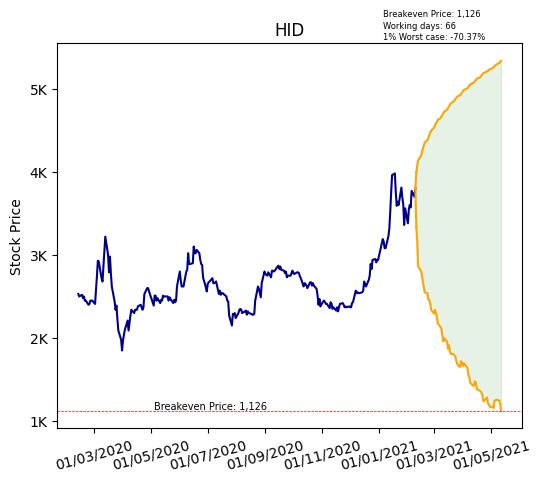 Breakeven Price: 1,126
Working days: 66
1% Worst case: -70.37%
HID
Stock Price
5K
4K
3K
2K
1K
Breakeven Price: 1,126
01/03/2020 01/05/2020 01/07/2020 01/09/2020 01/11/2020 01/01/2021 01/03/2021 01/05/2021